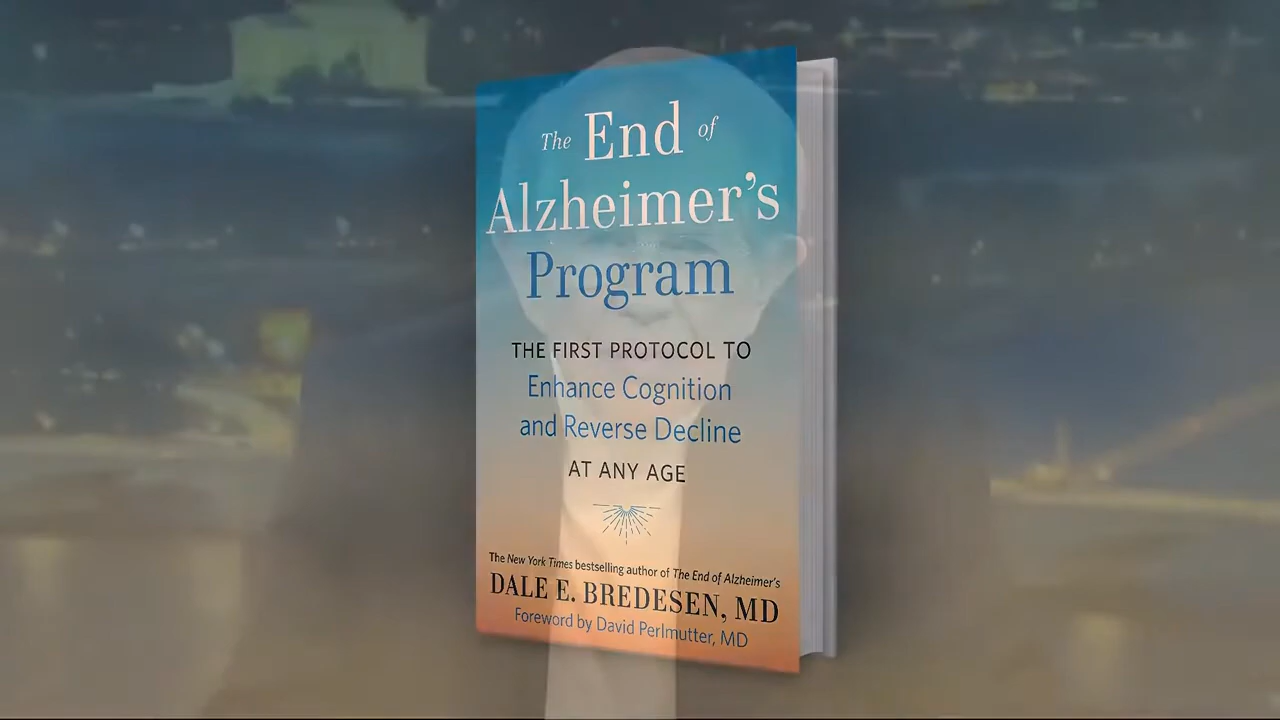 The End of
Alzheimer's
Program
THE FIRST PROTOCOL TO
Enhance Cognition
and Reverse Decline
AT ANY AGE
The New York Times bestselling author of The End of Alzheimer's
DALE E. BREDESEN, MD
Foreword by David Perlmutter, MD